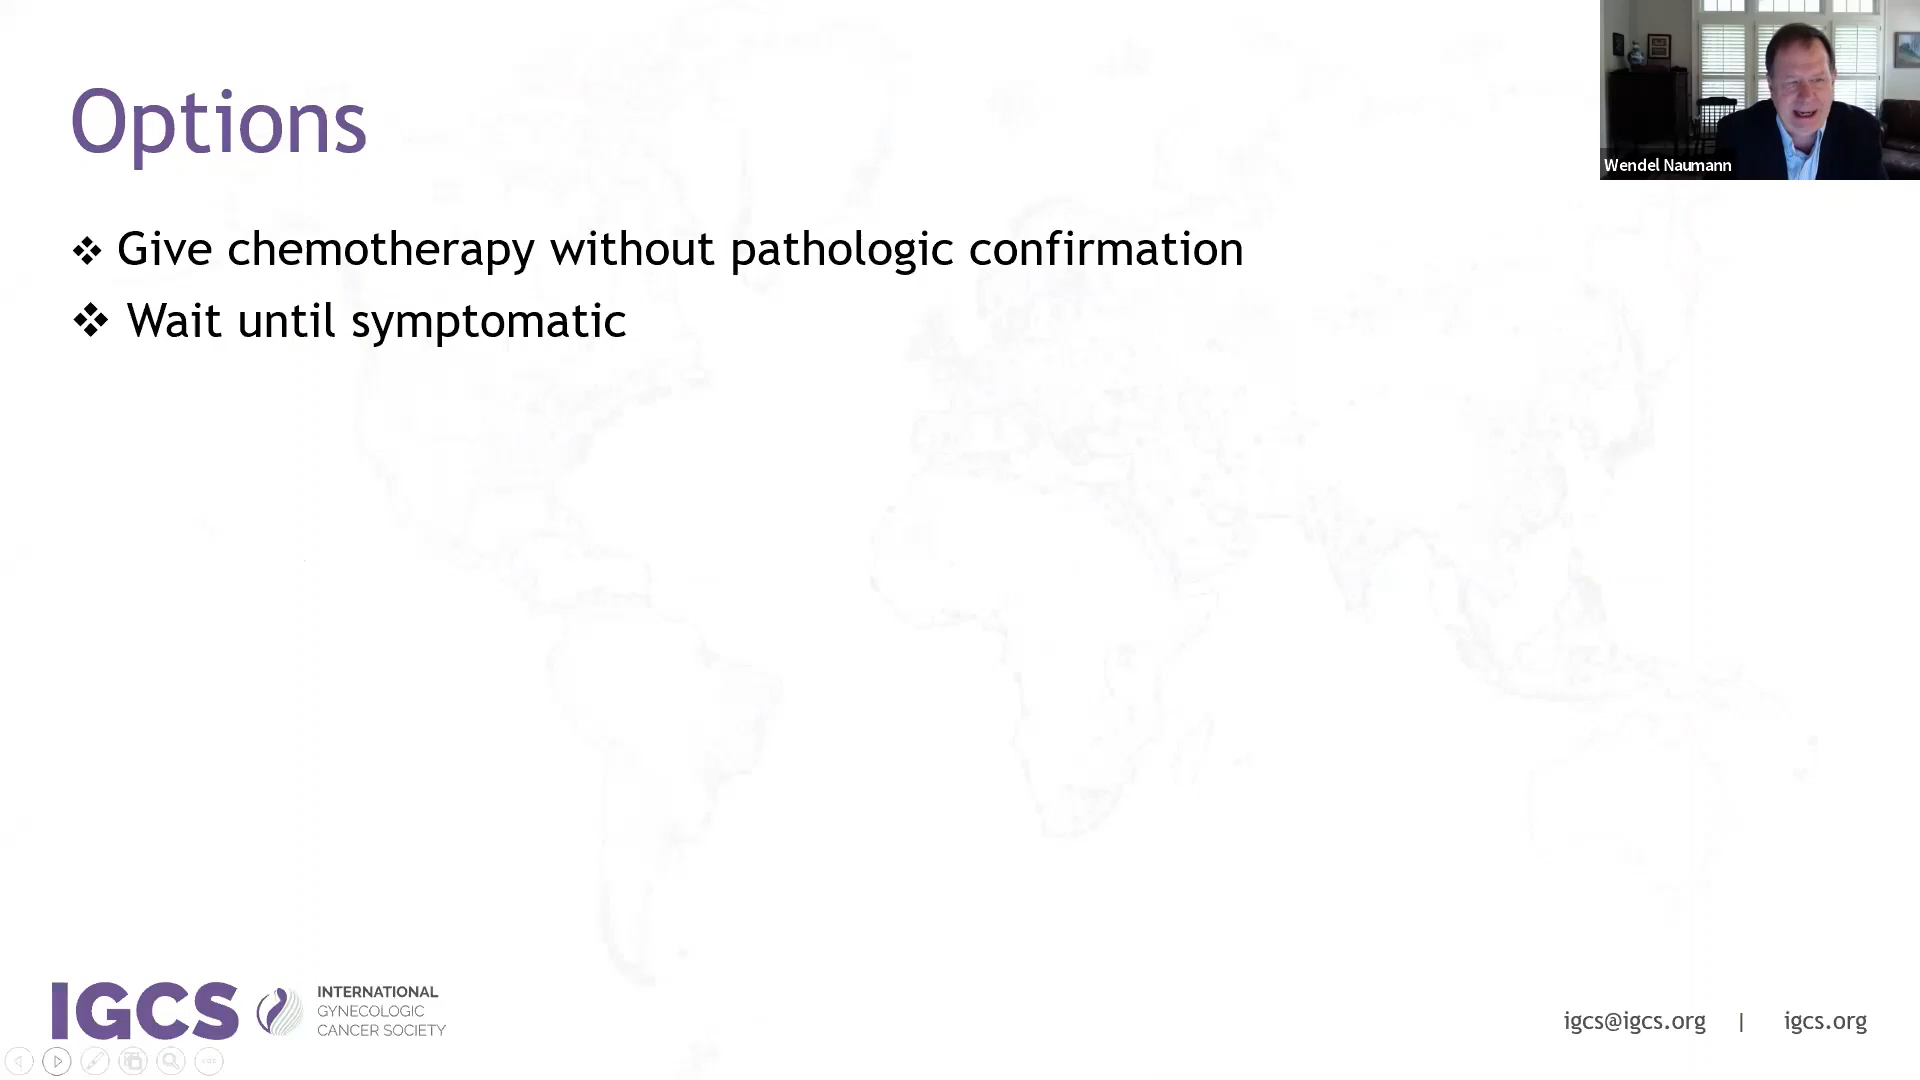 Options
Wendel Naumann
❖ Give chemotherapy without pathologic confirmation
❖ Wait until symptomatic
IGCS
INTERNATIONAL
GYNECOLOGIC
CANCER SOCIETY
igcs@igcs.org | igcs.org